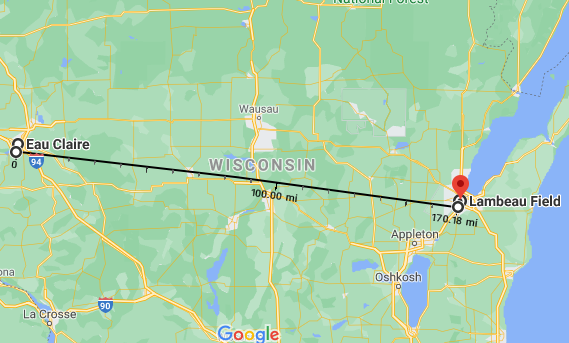 National Forest
Wausau
Eau Claire
0
94
WISCONSIN
100.00 mi
Lambeau Field
170.18 mi
Appleton
Oshkosh
ona
90
La Crosse
Google